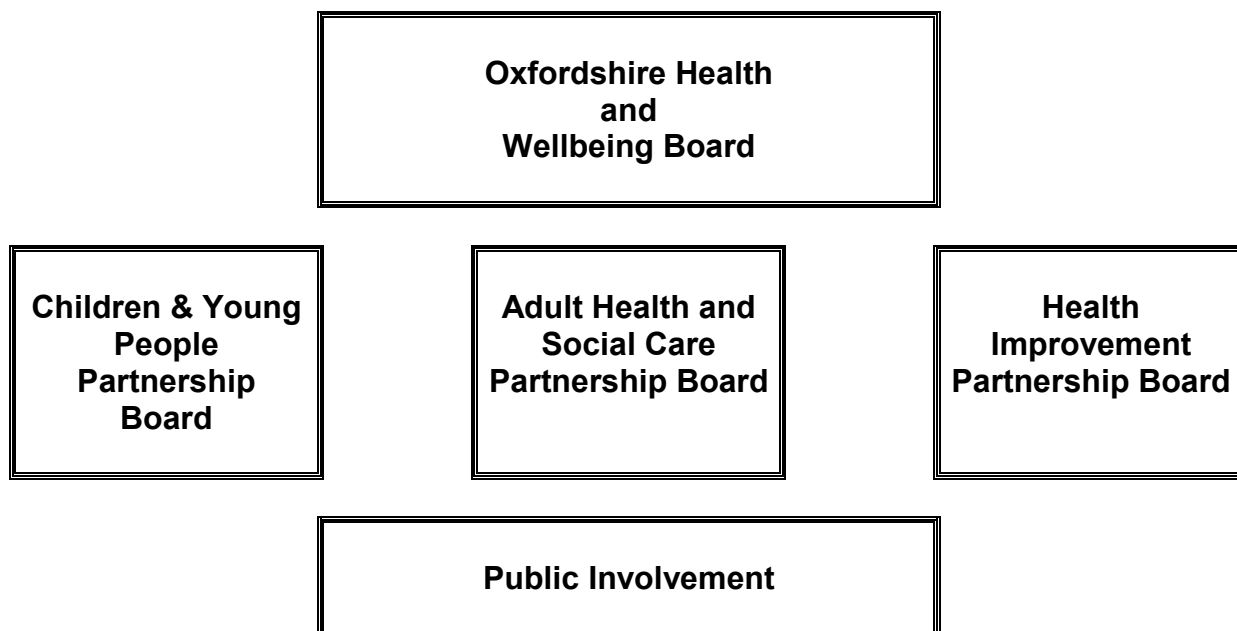 Oxfordshire Health
and
Wellbeing Board
Children & Young
People
Partnership
Board
Adult Health and
Social Care
Partnership Board
Health
Improvement
Partnership Board
Public Involvement